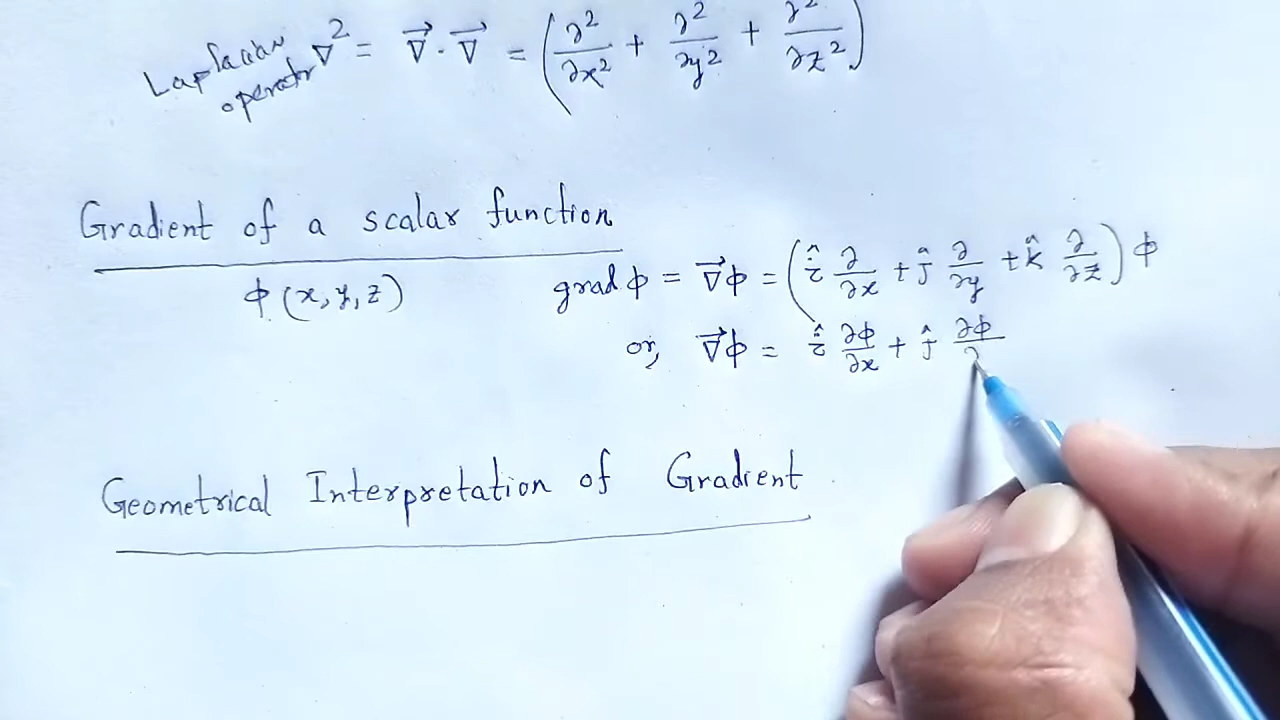 Laplacian operator ∇² = ∇⃗ · ∇⃗ = (∂²/∂x² + ∂²/∂y² + ∂²/∂z²)
Gradient of a scalar function
ϕ (x, y, z)
grad ϕ = ∇⃗ϕ = (î ∂/∂x + ĵ ∂/∂y + k̂ ∂/∂z) ϕ
or, ∇⃗ϕ = î ∂ϕ/∂x + ĵ ∂ϕ/∂
Geometrical Interpretation of Gradient